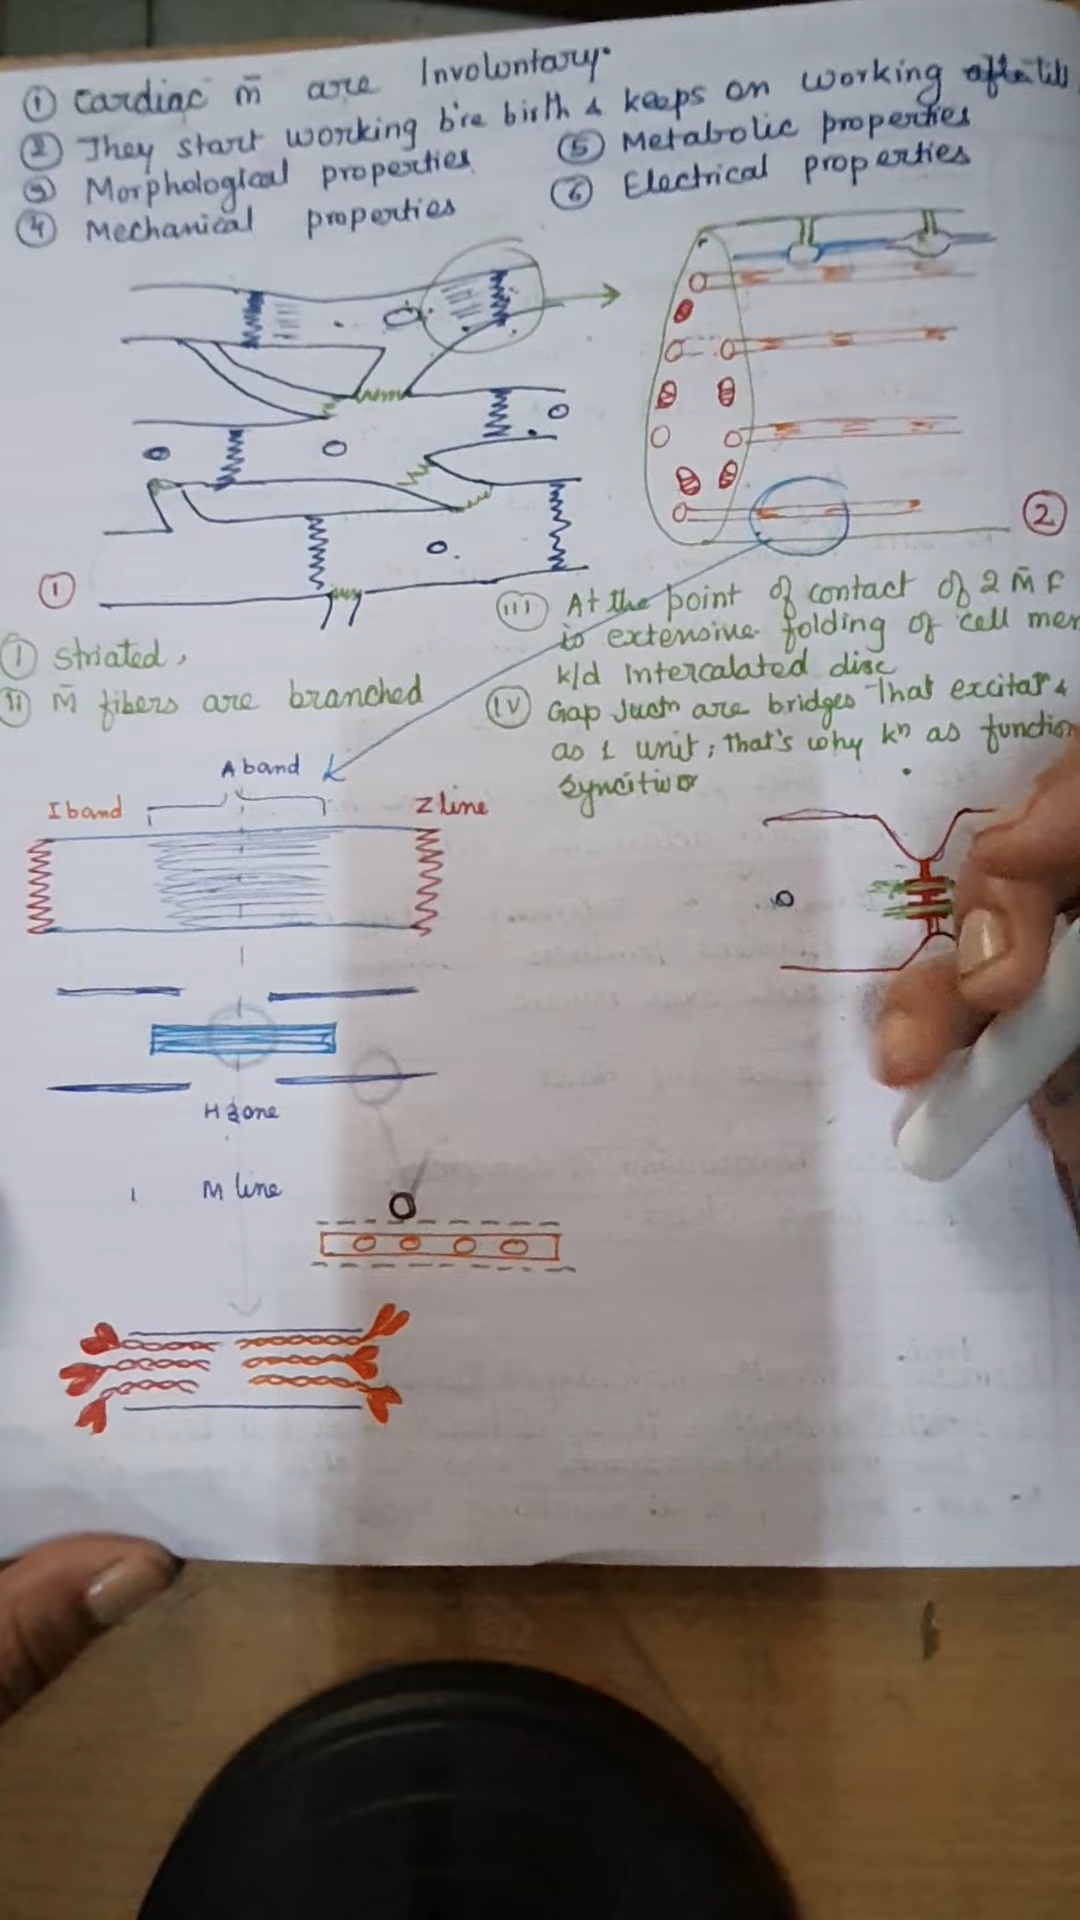 ① Cardiac m̄ are Involuntary.
② They start working b're birth & keeps on working
③ Morphological properties
④ Mechanical properties
⑤ Metabolic properties
⑥ Electrical properties
①
②
① striated,
II m̄ fibers are branched
III At the point of contact of 2 m̄ F
is extensive folding of cell mem
k/d Intercalated disc
IV Gap Juctn are bridges That excitat &
as 1 unit; That's why kn as function
syncitio
A band
I band
Z line
H zone
M line